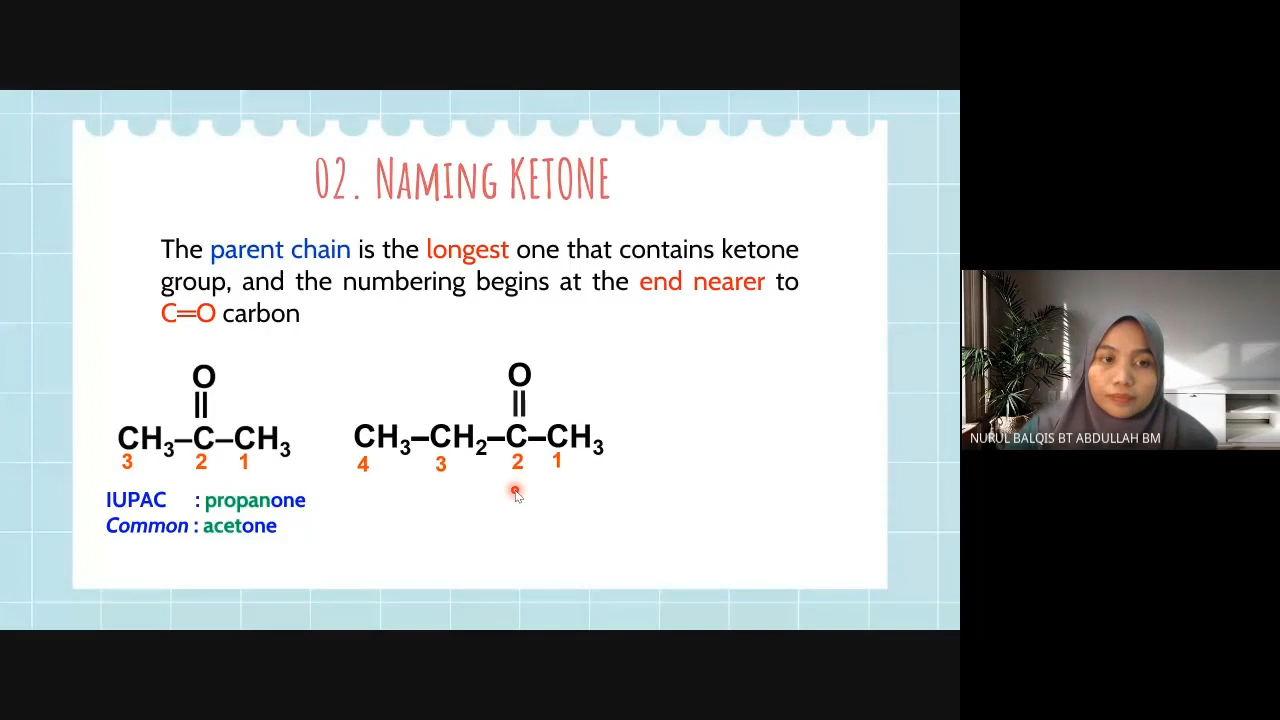 02. NAMING KETONE
The parent chain is the longest one that contains ketone
group, and the numbering begins at the end nearer to
C=O carbon
O O
CH₃–C–CH₃ CH₃–CH₂–C–CH₃
3 2 1 4 3 2 1
IUPAC : propanone
Common : acetone
NURUL BALQIS BT ABDULLAH BM